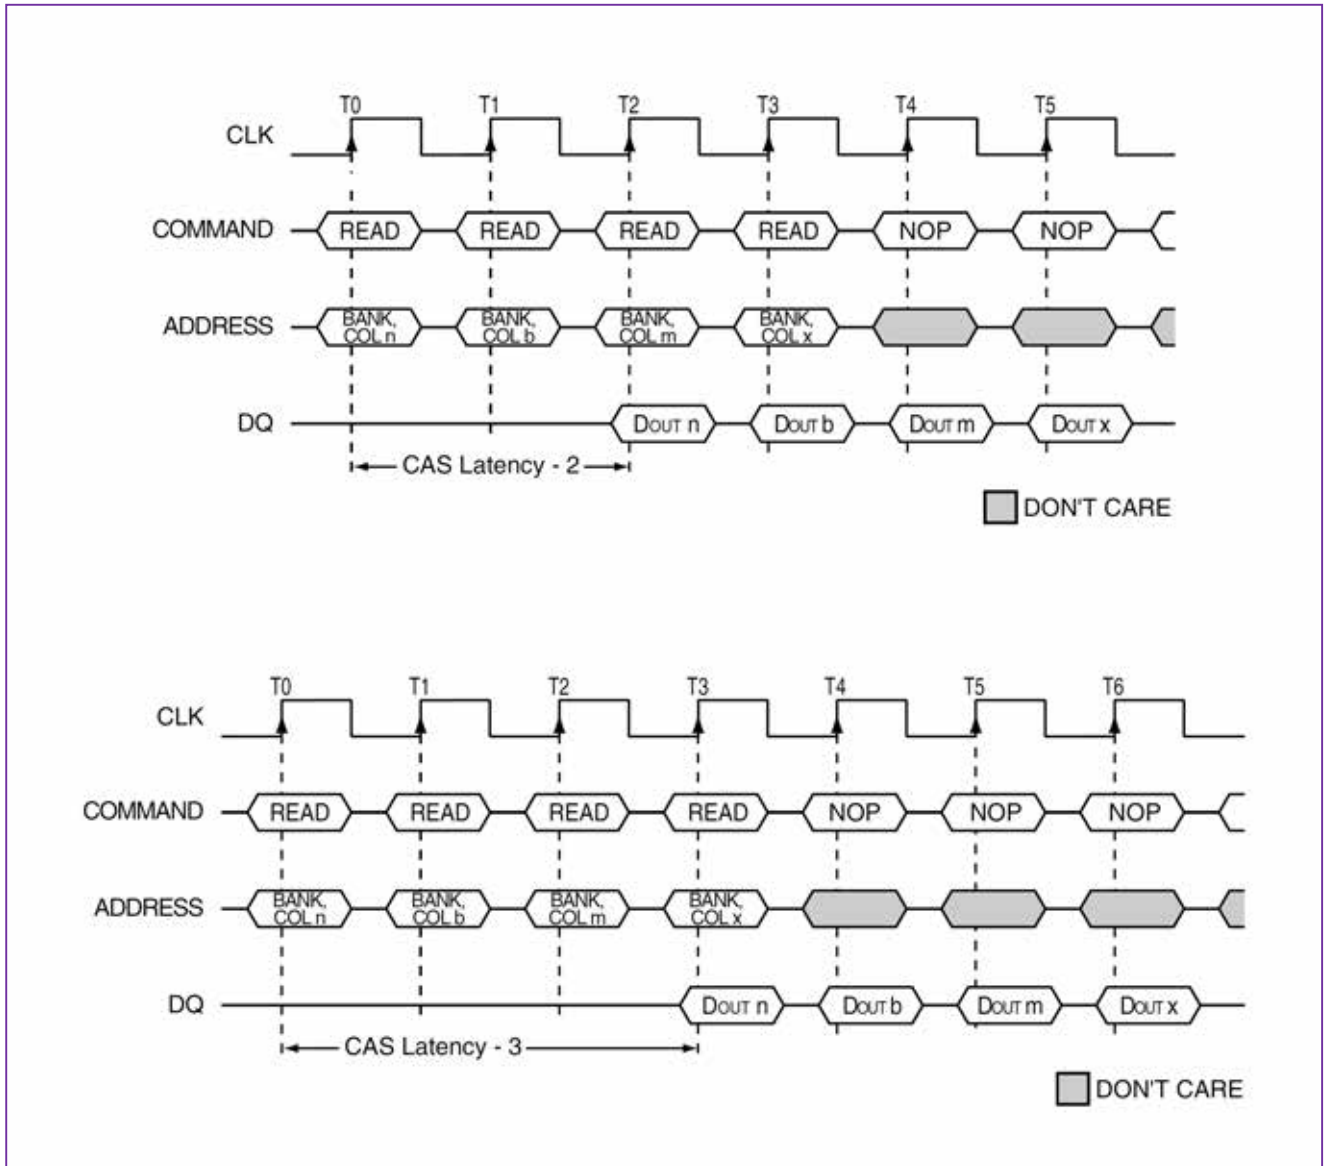 T0 T1 T2 T3 T4 T5
CLK
COMMAND READ READ READ READ NOP NOP
ADDRESS BANK, COL n BANK, COL b BANK, COL m BANK, COL x
DQ DOUT n DOUT b DOUT m DOUT x
CAS Latency - 2
DON'T CARE
T0 T1 T2 T3 T4 T5 T6
CLK
COMMAND READ READ READ READ NOP NOP NOP
ADDRESS BANK, COL n BANK, COL b BANK, COL m BANK, COL x
DQ DOUT n DOUT b DOUT m DOUT x
CAS Latency - 3
DON'T CARE